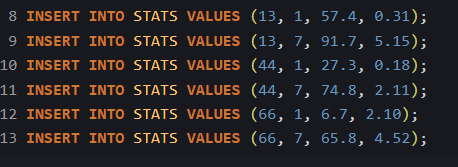 8 INSERT INTO STATS VALUES (13, 1, 57.4, 0.31);
9 INSERT INTO STATS VALUES (13, 7, 91.7, 5.15);
10 INSERT INTO STATS VALUES (44, 1, 27.3, 0.18);
11 INSERT INTO STATS VALUES (44, 7, 74.8, 2.11);
12 INSERT INTO STATS VALUES (66, 1, 6.7, 2.10);
13 INSERT INTO STATS VALUES (66, 7, 65.8, 4.52);